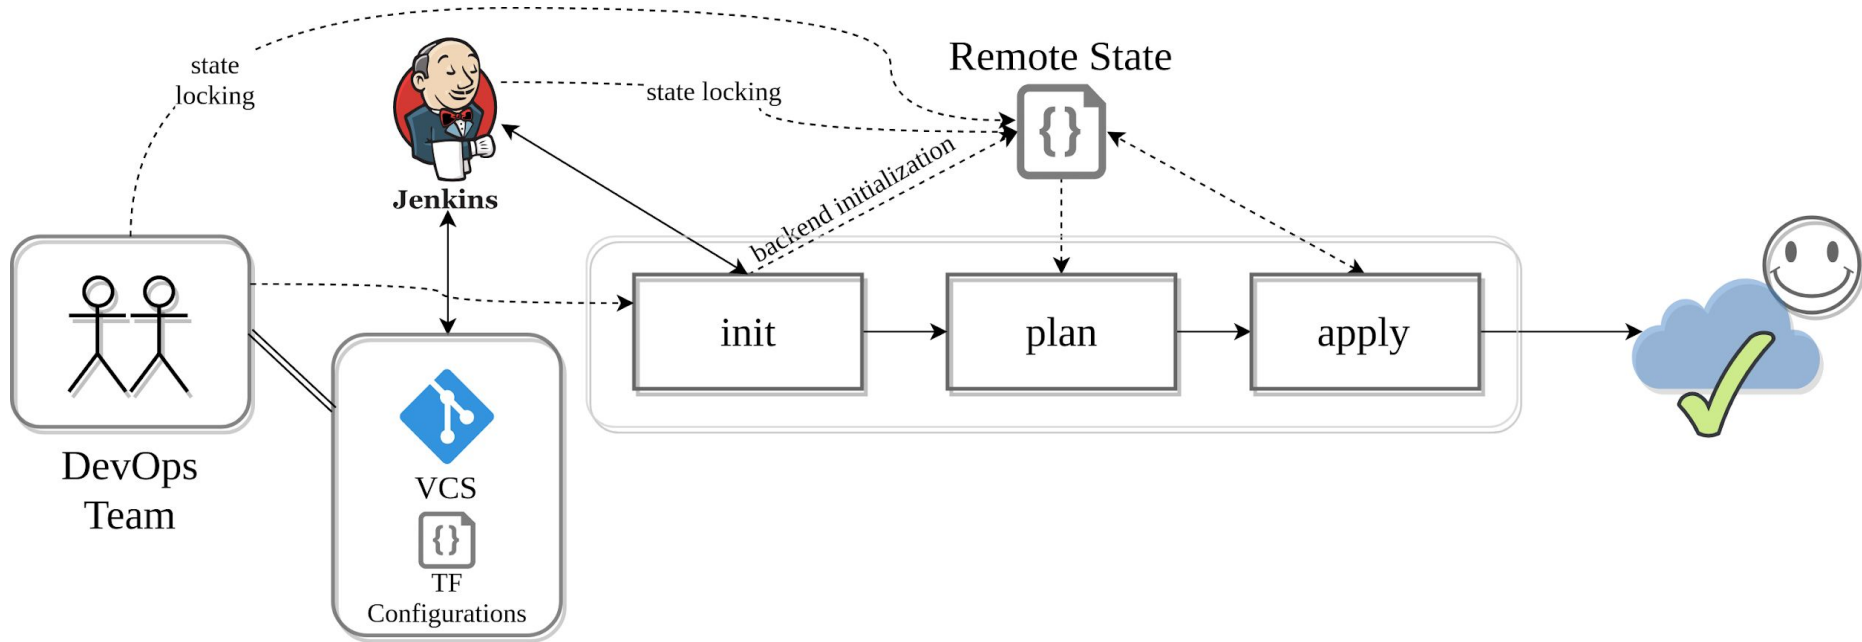 state
locking
Jenkins
state locking
Remote State
backend initialization
DevOps
Team
VCS
TF
Configurations
init
plan
apply